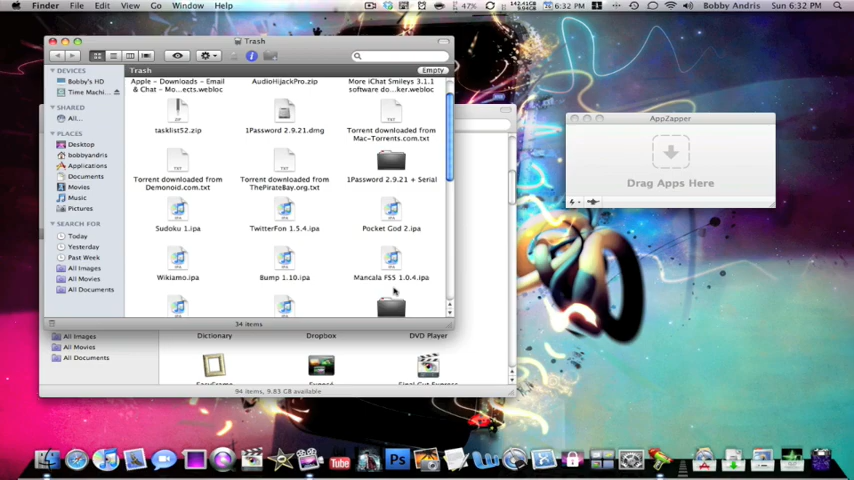 Finder File Edit View Go Window Help
47% 6:32 PM Bobby Andris Sun 6:32 PM
Trash
Trash Empty
DEVICES
Bobby's HD
Time Machi...
SHARED
All...
PLACES
Desktop
bobbyandris
Applications
Documents
Movies
Music
Pictures
SEARCH FOR
Today
Yesterday
Past Week
All Images
All Movies
All Documents
Apple - Downloads - Email
& Chat - Mo...ects.webloc
AudioHijackPro.zip
More iChat Smileys 3.1.1
software do...ker.webloc
tasklist52.zip
1Password 2.9.21.dmg
Torrent downloaded from
Mac-Torrents.com.txt
Torrent downloaded from
Demonoid.com.txt
Torrent downloaded from
ThePirateBay.org.txt
1Password 2.9.21 + Serial
Sudoku 1.ipa
TwitterFon 1.5.4.ipa
Pocket God 2.ipa
Wikiamo.ipa
Bump 1.10.ipa
Mancala FS5 1.0.4.ipa
34 items
All Images
All Movies
All Documents
Dictionary
Dropbox
DVD Player
94 items, 9.83 GB available
AppZapper
Drag Apps Here
You
Tube
Ps